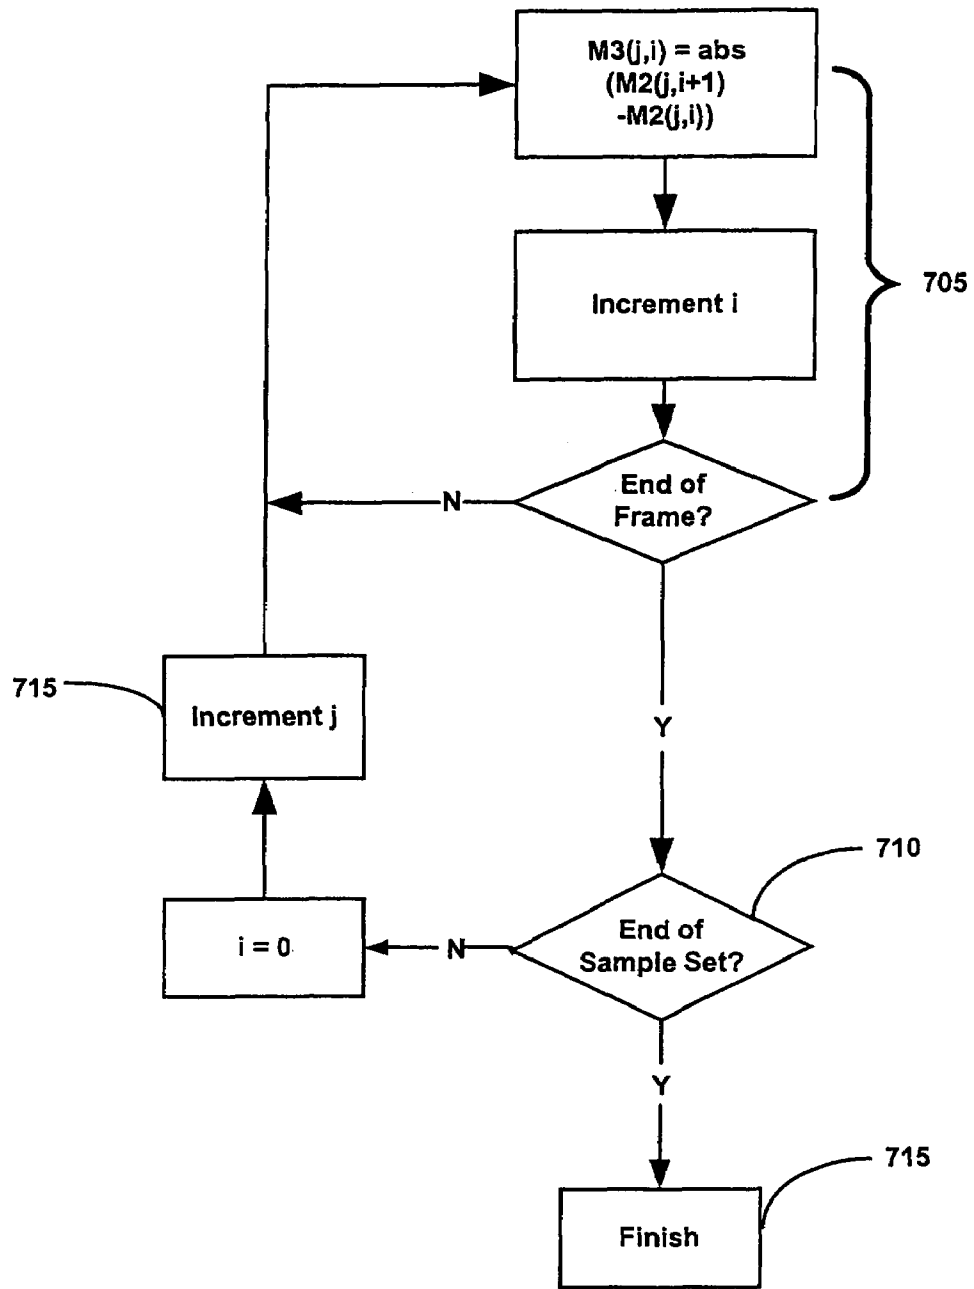 M3(j,i) = abs
(M2(j,i+1)
-M2(j,i))
705
Increment i
End of
Frame?
N
715
Increment j
Y
710
End of
Sample Set?
N
i = 0
Y
715
Finish